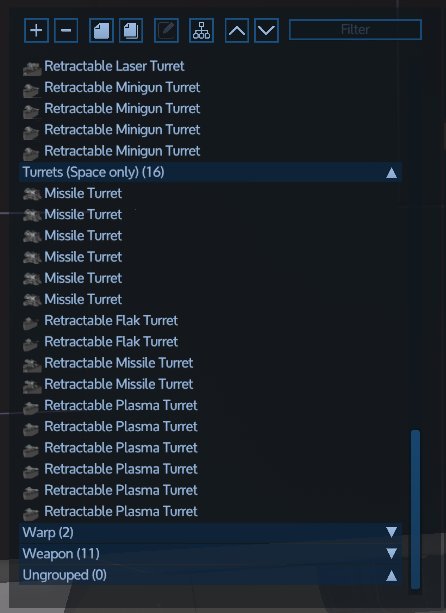 Filter
Retractable Laser Turret
Retractable Minigun Turret
Retractable Minigun Turret
Retractable Minigun Turret
Retractable Minigun Turret
Turrets (Space only) (16)
Missile Turret
Missile Turret
Missile Turret
Missile Turret
Missile Turret
Missile Turret
Retractable Flak Turret
Retractable Flak Turret
Retractable Missile Turret
Retractable Missile Turret
Retractable Plasma Turret
Retractable Plasma Turret
Retractable Plasma Turret
Retractable Plasma Turret
Retractable Plasma Turret
Retractable Plasma Turret
Warp (2)
Weapon (11)
Ungrouped (0)